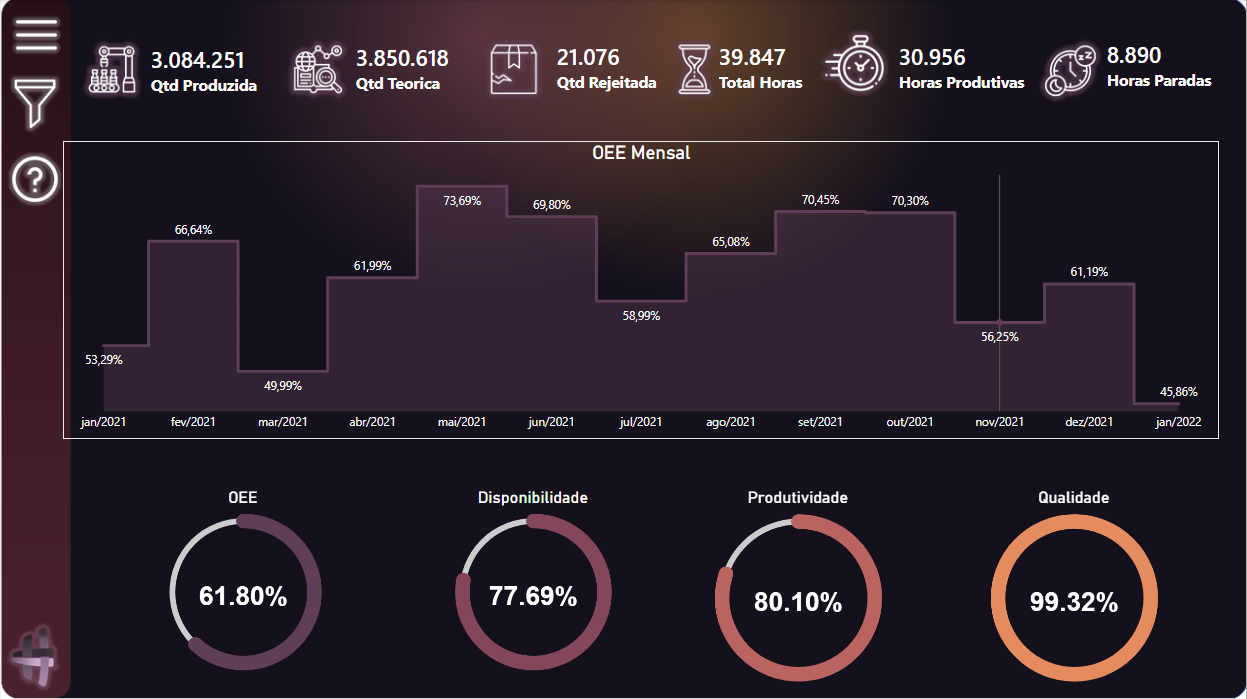 3.084.251
Qtd Produzida
3.850.618
Qtd Teorica
21.076
Qtd Rejeitada
39.847
Total Horas
30.956
Horas Produtivas
8.890
Horas Paradas
?
OEE Mensal
53,29%
66,64%
49,99%
61,99%
73,69%
69,80%
58,99%
65,08%
70,45%
70,30%
56,25%
61,19%
45,86%
jan/2021 fev/2021 mar/2021 abr/2021 mai/2021 jun/2021 jul/2021 ago/2021 set/2021 out/2021 nov/2021 dez/2021 jan/2022
OEE
61.80%
Disponibilidade
77.69%
Produtividade
80.10%
Qualidade
99.32%